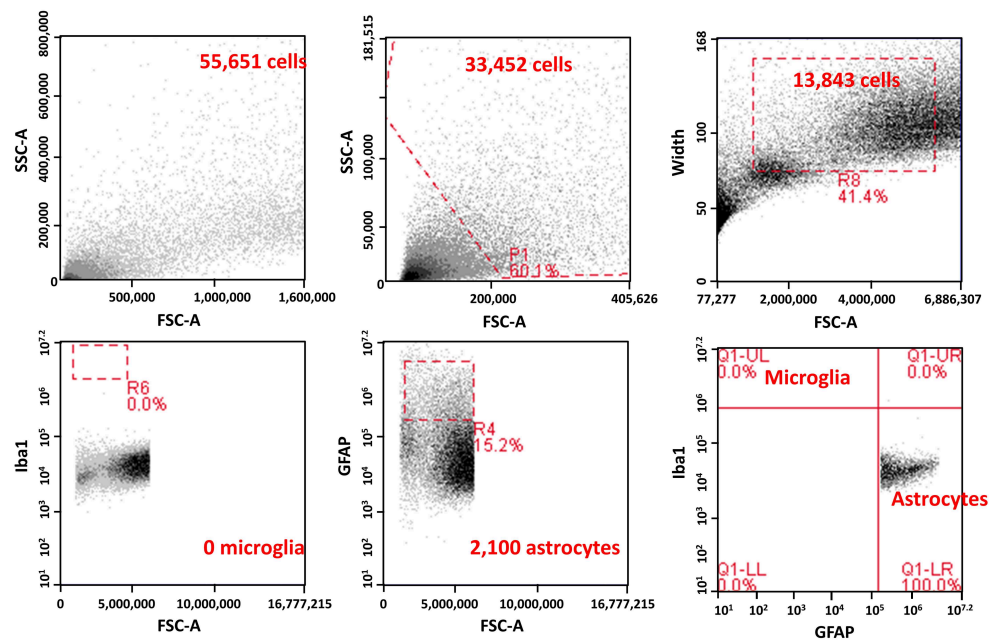 800,000
600,000
400,000
200,000
0
SSC-A
55,651 cells
500,000
1,000,000
1,600,000
FSC-A
181,515
100,000
50,000
0
SSC-A
33,452 cells
P1
60.1%
200,000
405,626
FSC-A
168
100
50
0
Width
13,843 cells
R8
41.4%
77,277
2,000,000
4,000,000
6,886,307
FSC-A
10^7.2
10^6
10^5
10^4
10^3
10^2
10^1
Iba1
R6
0.0%
0 microglia
0
5,000,000
10,000,000
16,777,215
FSC-A
10^7.2
10^6
10^5
10^4
10^3
10^2
10^1
GFAP
R4
15.2%
2,100 astrocytes
0
5,000,000
10,000,000
16,777,215
FSC-A
10^7.2
10^6
10^5
10^4
10^3
10^2
10^1
Iba1
Q1-UL
0.0%
Microglia
Q1-UR
0.0%
Astrocytes
Q1-LL
0.0%
Q1-LR
100.0%
10^1
10^2
10^3
10^4
10^5
10^6
10^7.2
GFAP